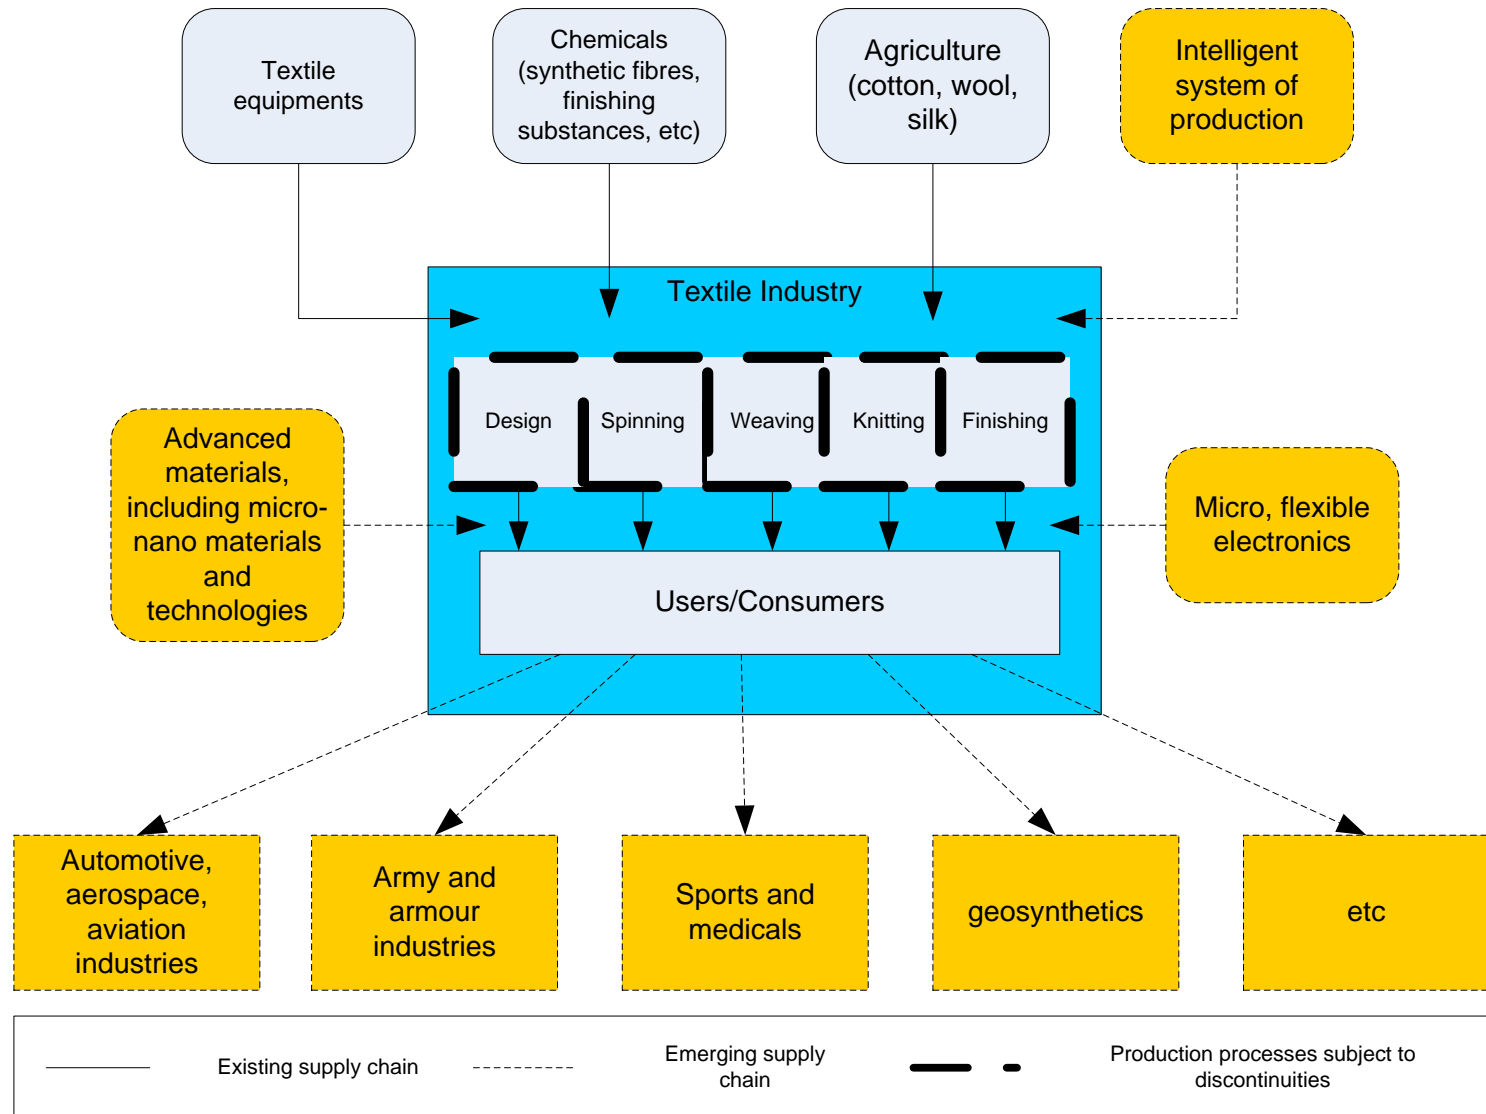 Textile
equipments
Chemicals
(synthetic fibres,
finishing
substances, etc)
Agriculture
(cotton, wool,
silk)
Intelligent
system of
production
Textile Industry
Design
Spinning
Weaving
Knitting
Finishing
Advanced
materials,
including micro-
nano materials
and
technologies
Micro, flexible
electronics
Users/Consumers
Automotive,
aerospace,
aviation
industries
Army and
armour
industries
Sports and
medicals
geosynthetics
etc
Existing supply chain
Emerging supply
chain
Production processes subject to
discontinuities